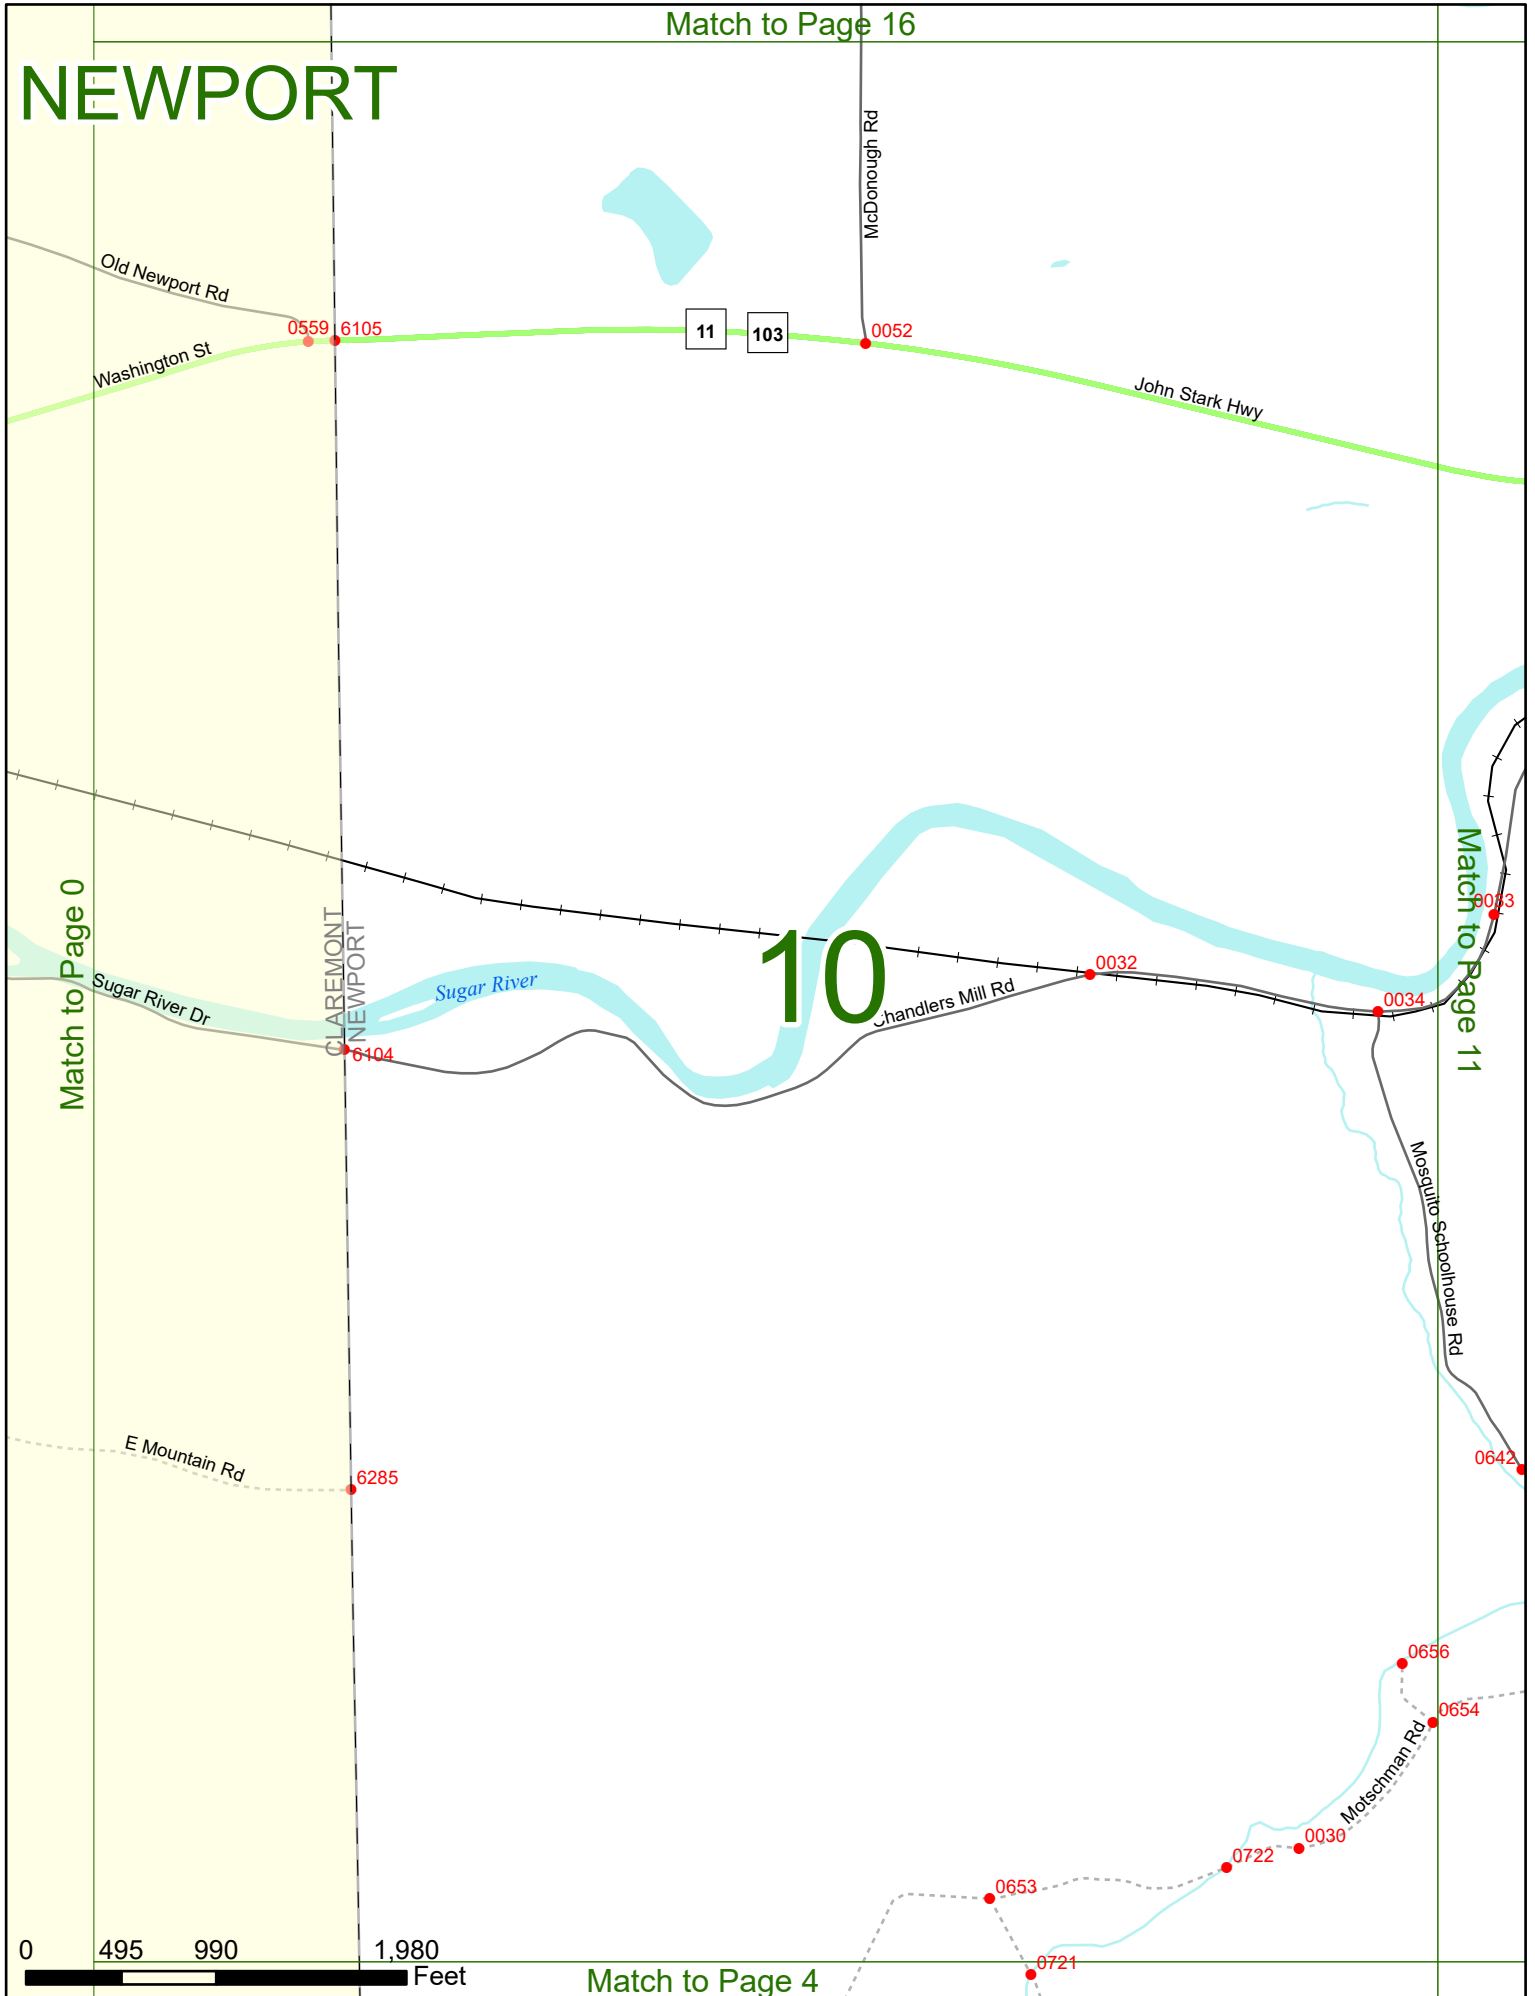 Match to Page 16
NEWPORT
McDonough Rd
Old Newport Rd
0559
6105
11
103
0052
Washington St
John Stark Hwy
Match to Page 0
Match to Page 11
0083
CLAREMONT
NEWPORT
Sugar River
10
0032
Chandlers Mill Rd
0034
Sugar River Dr
6104
Mosquito Schoolhouse Rd
E Mountain Rd
6285
0642
0656
0654
Motschman Rd
0030
0722
0653
0721
0 495 990 1,980
Feet
Match to Page 4